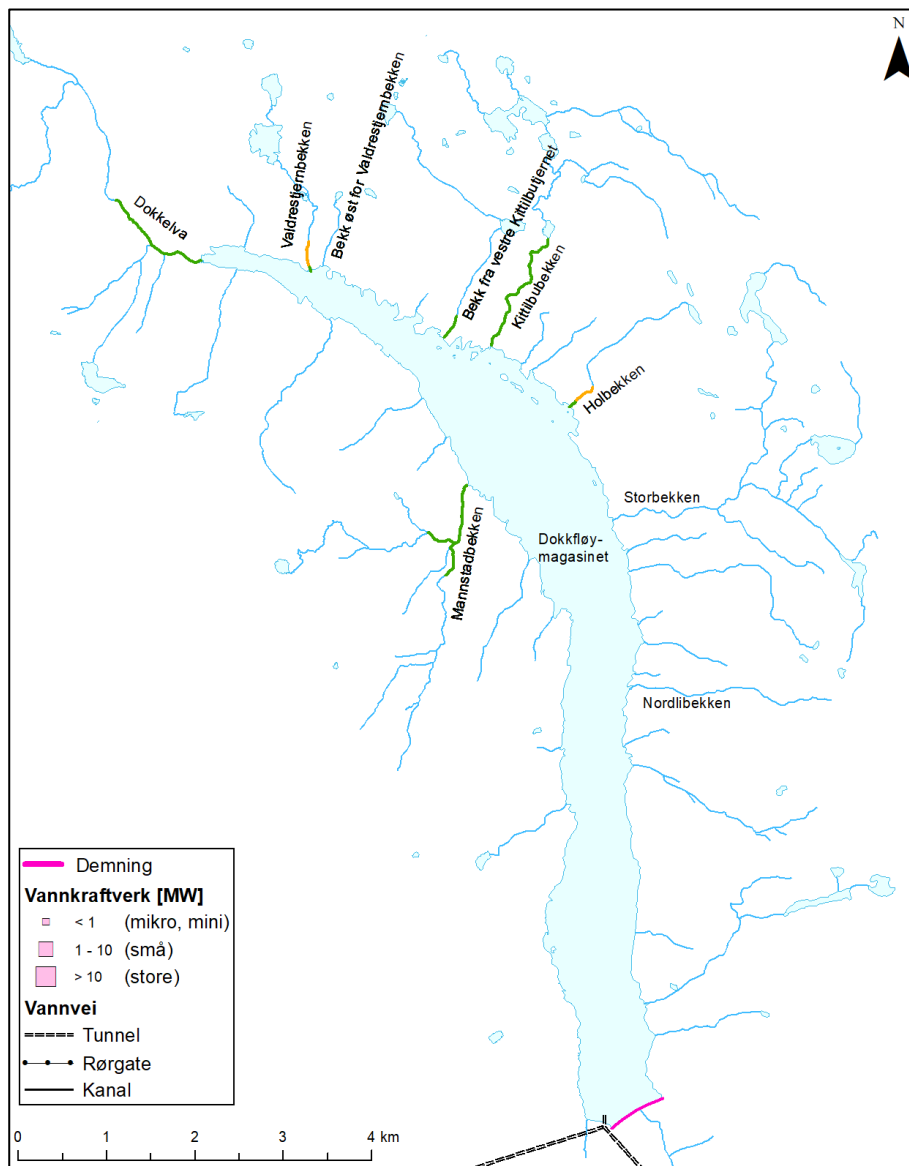 N
Dokkelva
Valdrestjernbekken
Bekk øst for Valdrestjernbekken
Bekk fra vestre Kittilbutjernet
Kittilbubekken
Holbekken
Storbekken
Dokkfløy-
magasinet
Mannstadbekken
Nordlibekken
Demning
Vannkraftverk [MW]
< 1 (mikro, mini)
1 - 10 (små)
> 10 (store)
Vannvei
Tunnel
Rørgate
Kanal
0 1 2 3 4 km